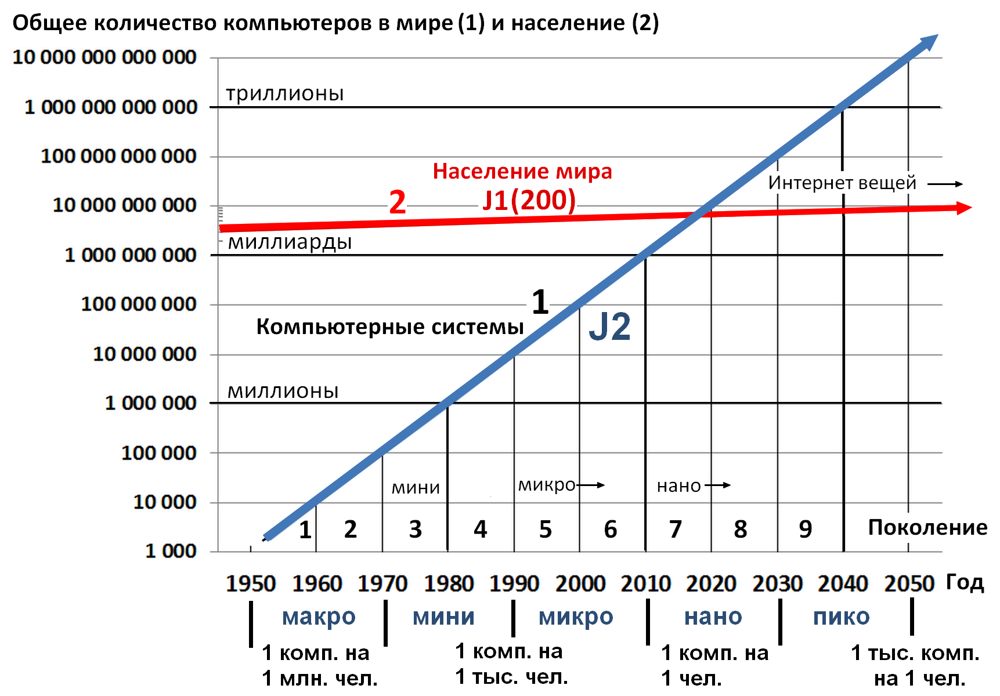 Общее количество компьютеров в мире (1) и население (2)
10 000 000 000 000
триллионы
1 000 000 000 000
100 000 000 000
Население мира
Интернет вещей
2 J1(200)
10 000 000 000
миллиарды
1 000 000 000
1
100 000 000
Компьютерные системы J2
10 000 000
миллионы
1 000 000
100 000
мини микро нано
10 000
1 2 3 4 5 6 7 8 9 Поколение
1 000
1950 1960 1970 1980 1990 2000 2010 2020 2030 2040 2050 Год
макро мини микро нано пико
1 комп. на
1 млн. чел.
1 комп. на
1 тыс. чел.
1 комп. на
1 чел.
1 тыс. комп.
на 1 чел.